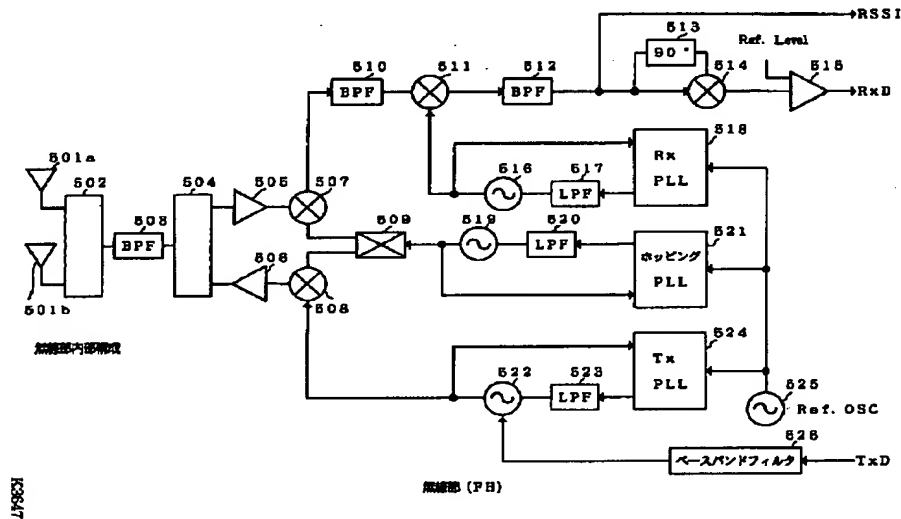 RSSI
513
Ref. Level
510
511
512
90°
514
515
BPF
BPF
RxD
518
501a
502
504
505
507
516
517
Rx
PLL
LPF
503
509
519
520
521
BPF
LPF
ホッピング
PLL
506
501b
508
524
無線部内部構成
522
523
Tx
PLL
525
LPF
Ref. OSC
526
ベースバンドフィルタ
TxD
無線部 (FH)
K3647